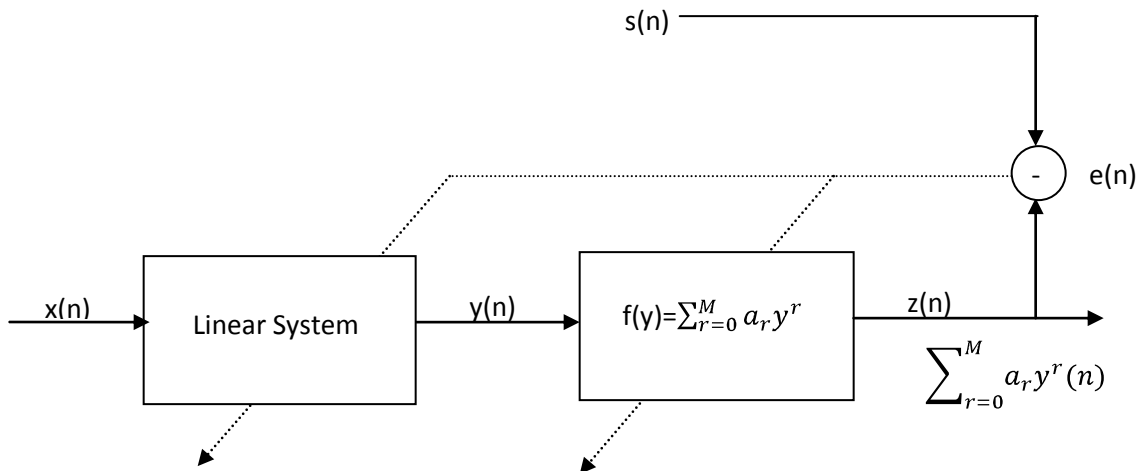 s(n)
-
e(n)
x(n)
Linear System
y(n)
f(y)=∑_{r=0}^{M} a_r y^r
z(n)
∑_{r=0}^{M} a_r y^r(n)